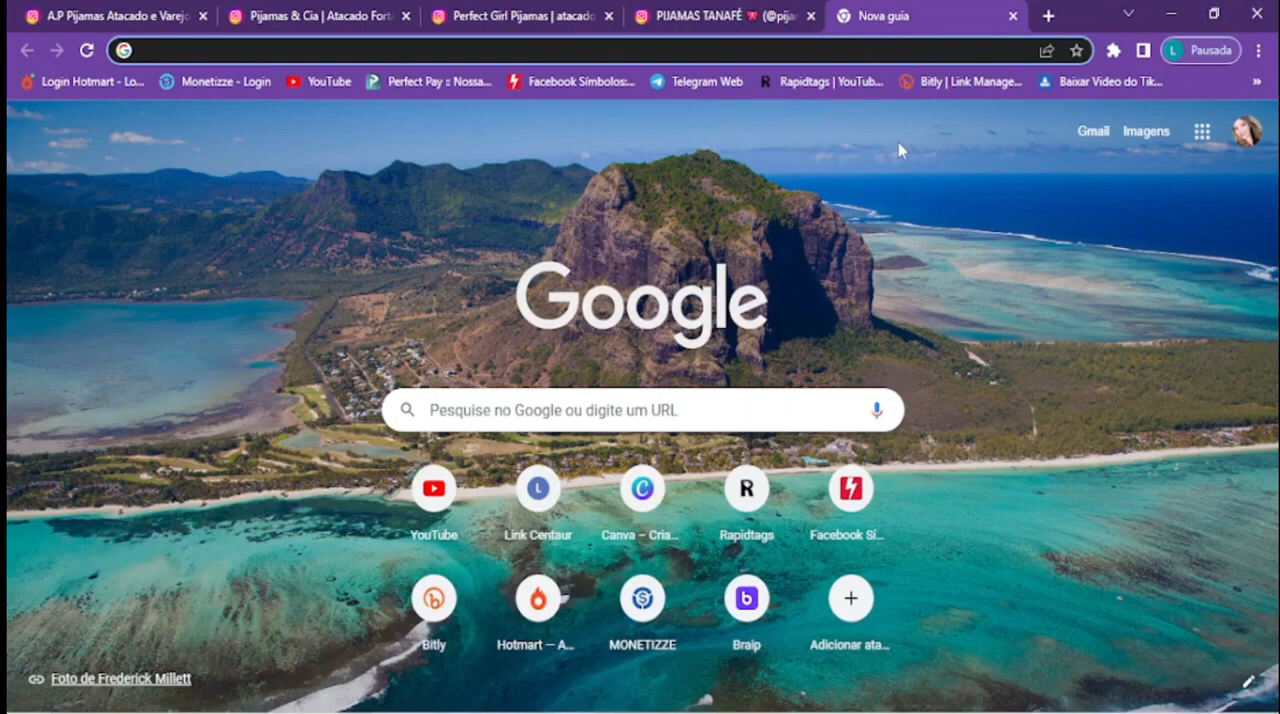 A.P Pijamas Atacado e Varejo
Pijamas & Cia | Atacado Forta
Perfect Girl Pijamas | atacado
PIJAMAS TANAFÉ 🎀 (@pijam
Nova guia
L Pausada
Login Hotmart - Lo...
Monetizze - Login
YouTube
Perfect Pay :: Nossa...
Facebook Símbolos:...
Telegram Web
R Rapidtags | YouTub...
Bitly | Link Manage...
Baixar Video do Tik...
»
Gmail Imagens
Google
Pesquise no Google ou digite um URL
YouTube
L
Link Centaur
Canva – Cria...
R
Rapidtags
Facebook Sí...
Bitly
Hotmart – A...
MONETIZZE
b
Braip
Adicionar ata...
Foto de Frederick Millett